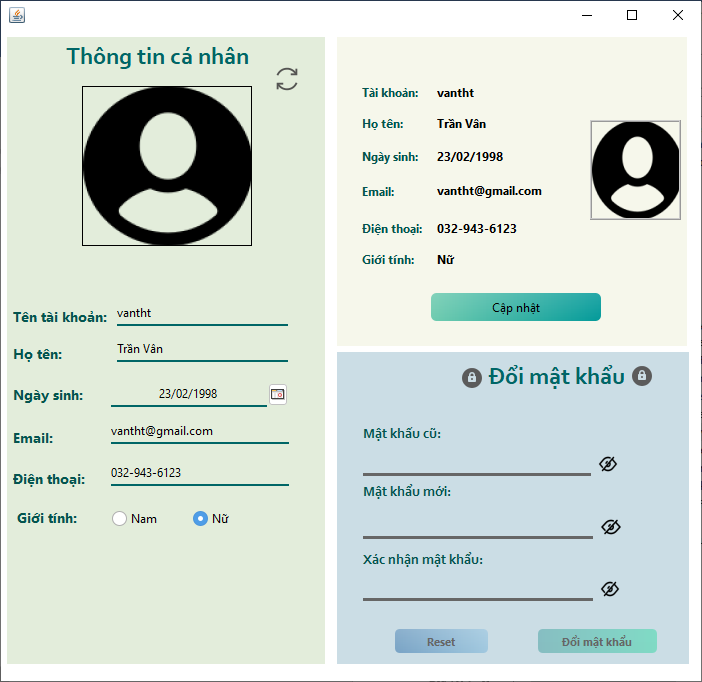 Thông tin cá nhân
Tên tài khoản: vantht
Họ tên: Trần Vân
Ngày sinh: 23/02/1998
Email: vantht@gmail.com
Điện thoại: 032-943-6123
Giới tính: Nam Nữ
Tài khoản: vantht
Họ tên: Trần Vân
Ngày sinh: 23/02/1998
Email: vantht@gmail.com
Điện thoại: 032-943-6123
Giới tính: Nữ
Cập nhật
Đổi mật khẩu
Mật khẩu cũ:
Mật khẩu mới:
Xác nhận mật khẩu:
Reset Đổi mật khẩu